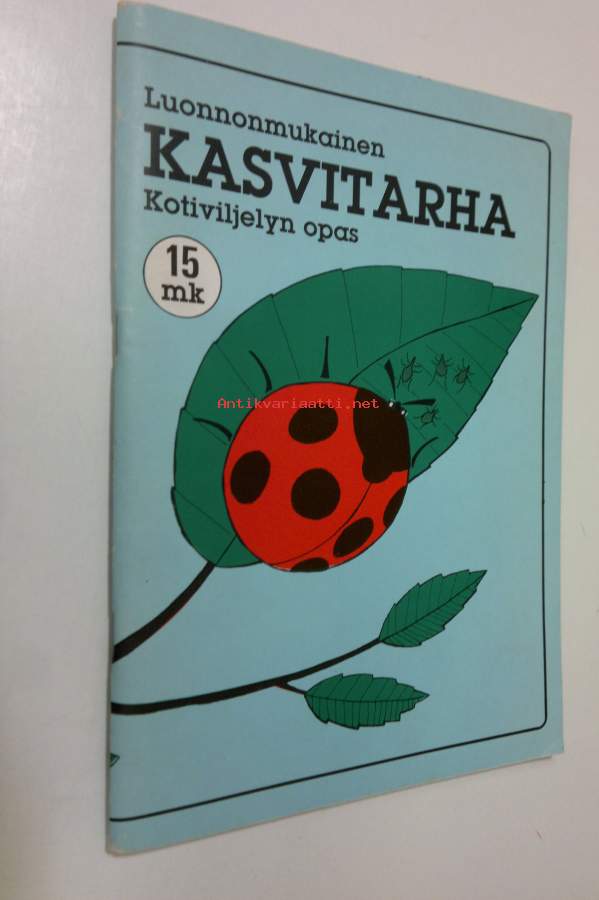 Luonnonmukainen
KASVITARHA
Kotiviljelyn opas
15
mk
Antikvariaatti.net